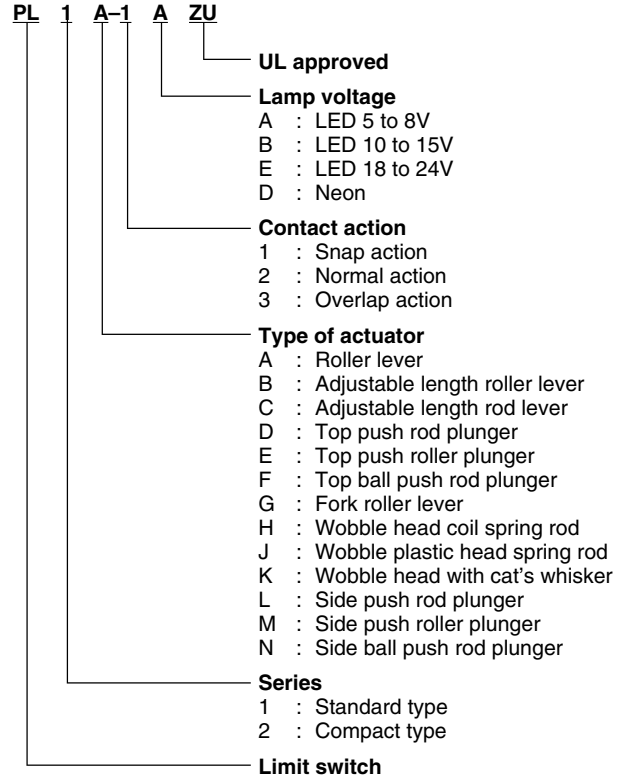 PL 1 A–1 A ZU
UL approved
Lamp voltage
A : LED 5 to 8V
B : LED 10 to 15V
E : LED 18 to 24V
D : Neon
Contact action
1 : Snap action
2 : Normal action
3 : Overlap action
Type of actuator
A : Roller lever
B : Adjustable length roller lever
C : Adjustable length rod lever
D : Top push rod plunger
E : Top push roller plunger
F : Top ball push rod plunger
G : Fork roller lever
H : Wobble head coil spring rod
J : Wobble plastic head spring rod
K : Wobble head with cat's whisker
L : Side push rod plunger
M : Side push roller plunger
N : Side ball push rod plunger
Series
1 : Standard type
2 : Compact type
Limit switch